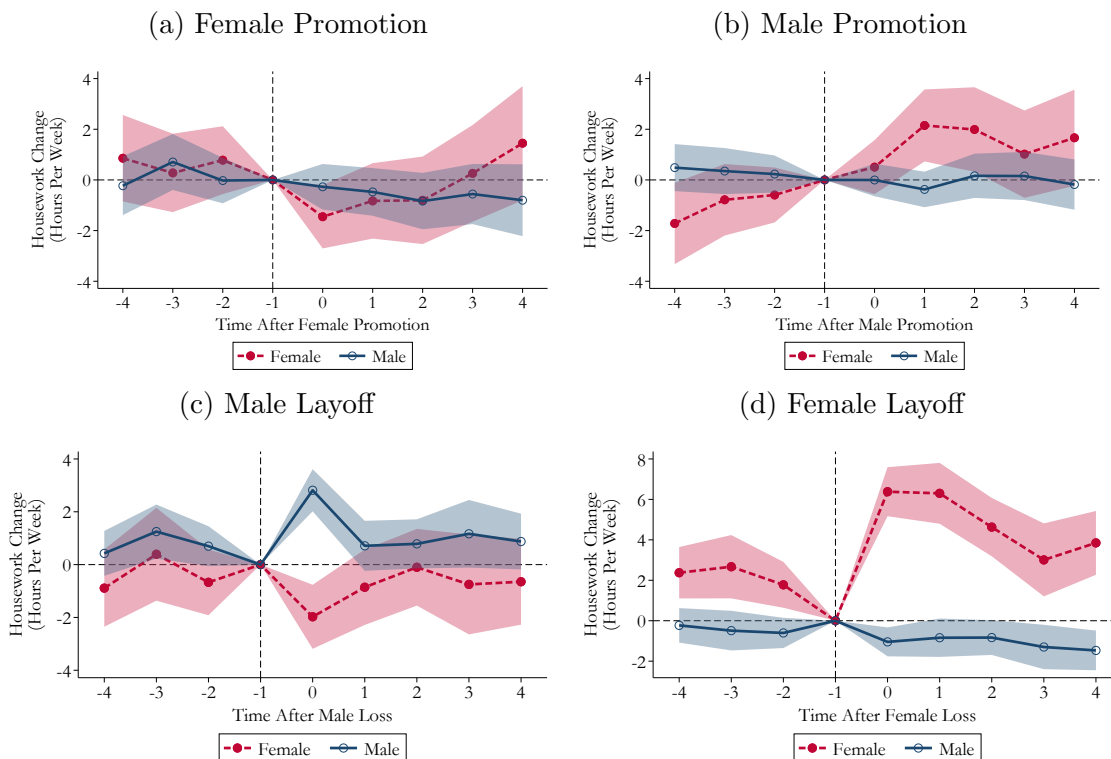 (a) Female Promotion
Housework Change
(Hours Per Week)
4
2
0
-2
-4
-4 -3 -2 -1 0 1 2 3 4
Time After Female Promotion
Female Male
(b) Male Promotion
Housework Change
(Hours Per Week)
4
2
0
-2
-4
-4 -3 -2 -1 0 1 2 3 4
Time After Male Promotion
Female Male
(c) Male Layoff
Housework Change
(Hours Per Week)
4
2
0
-2
-4
-4 -3 -2 -1 0 1 2 3 4
Time After Male Loss
Female Male
(d) Female Layoff
Housework Change
(Hours Per Week)
8
6
4
2
0
-2
-4 -3 -2 -1 0 1 2 3 4
Time After Female Loss
Female Male